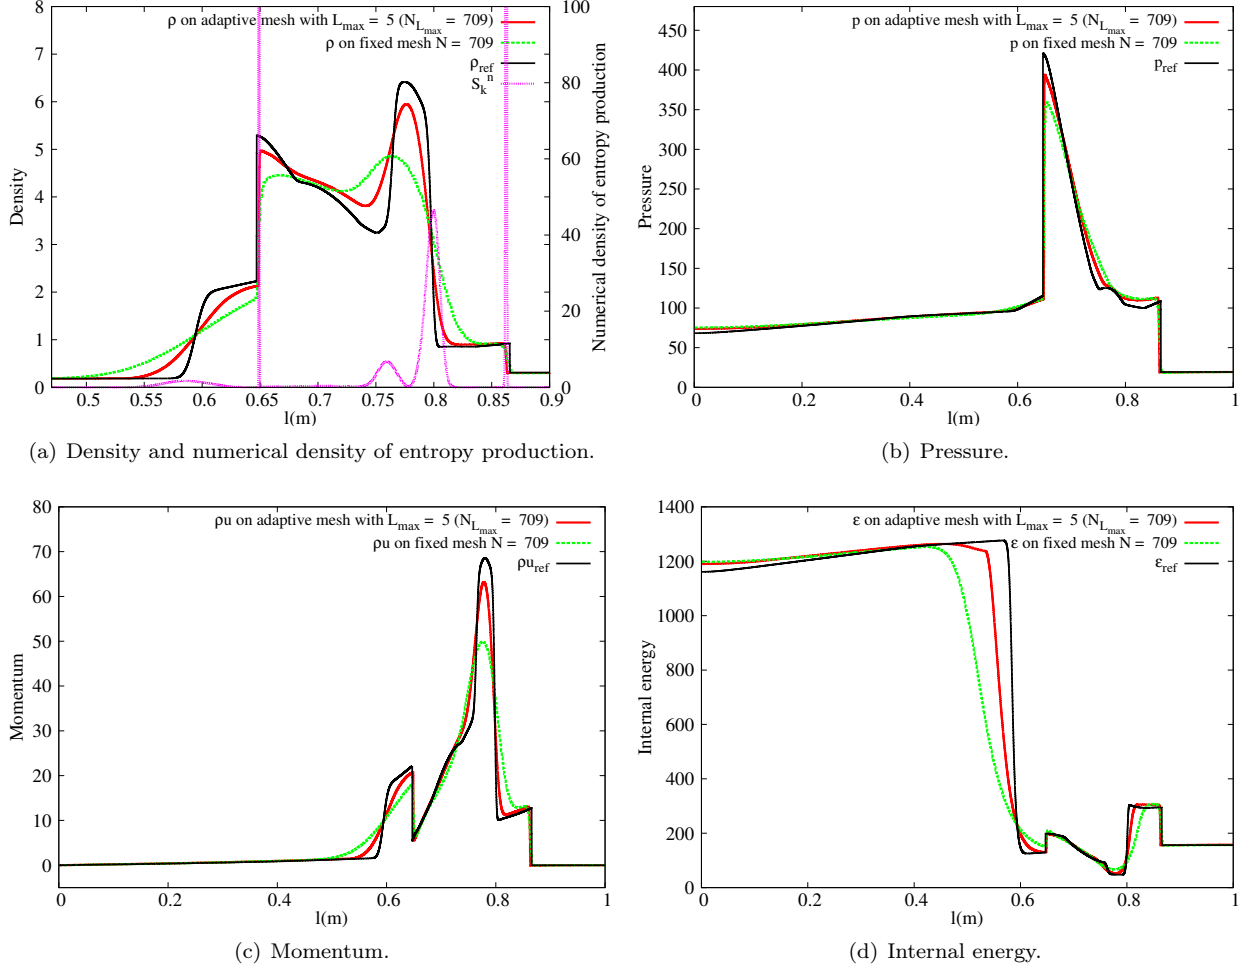 ρ on adaptive mesh with L_max = 5 (N_L_max = 709)
ρ on fixed mesh N = 709
ρ_ref
S_k^n
Density
Numerical density of entropy production
0 1 2 3 4 5 6 7 8
0 20 40 60 80 100
0.5 0.55 0.6 0.65 0.7 0.75 0.8 0.85 0.9
l(m)
(a) Density and numerical density of entropy production.
p on adaptive mesh with L_max = 5 (N_L_max = 709)
p on fixed mesh N = 709
p_ref
Pressure
0 50 100 150 200 250 300 350 400 450
0 0.2 0.4 0.6 0.8 1
l(m)
(b) Pressure.
ρu on adaptive mesh with L_max = 5 (N_L_max = 709)
ρu on fixed mesh N = 709
ρu_ref
Momentum
0 10 20 30 40 50 60 70 80
0 0.2 0.4 0.6 0.8 1
l(m)
(c) Momentum.
ε on adaptive mesh with L_max = 5 (N_L_max = 709)
ε on fixed mesh N = 709
ε_ref
Internal energy
0 200 400 600 800 1000 1200 1400
0 0.2 0.4 0.6 0.8 1
l(m)
(d) Internal energy.